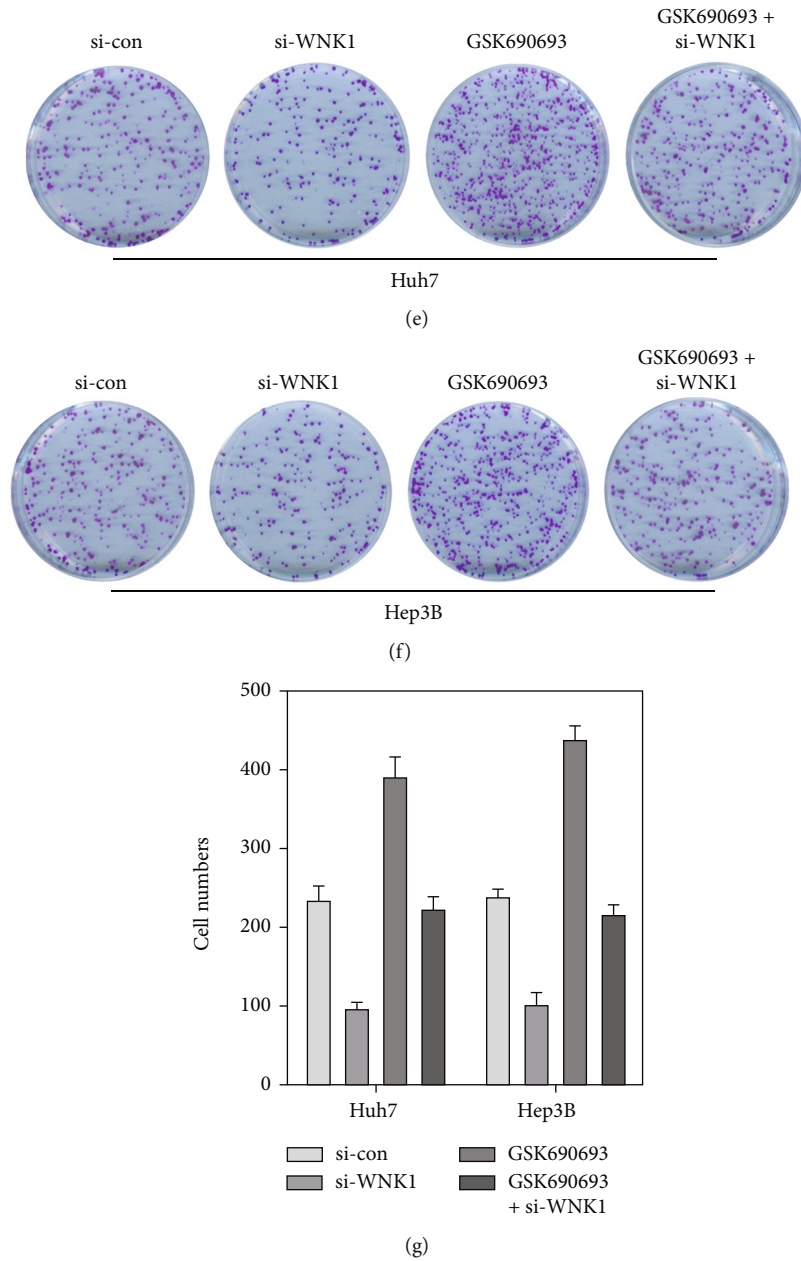 si-con
si-WNK1
GSK690693
GSK690693 +
si-WNK1
Huh7
(e)
si-con
si-WNK1
GSK690693
GSK690693 +
si-WNK1
Hep3B
(f)
500
400
300
200
100
0
Cell numbers
Huh7
Hep3B
si-con
si-WNK1
GSK690693
GSK690693
+ si-WNK1
(g)